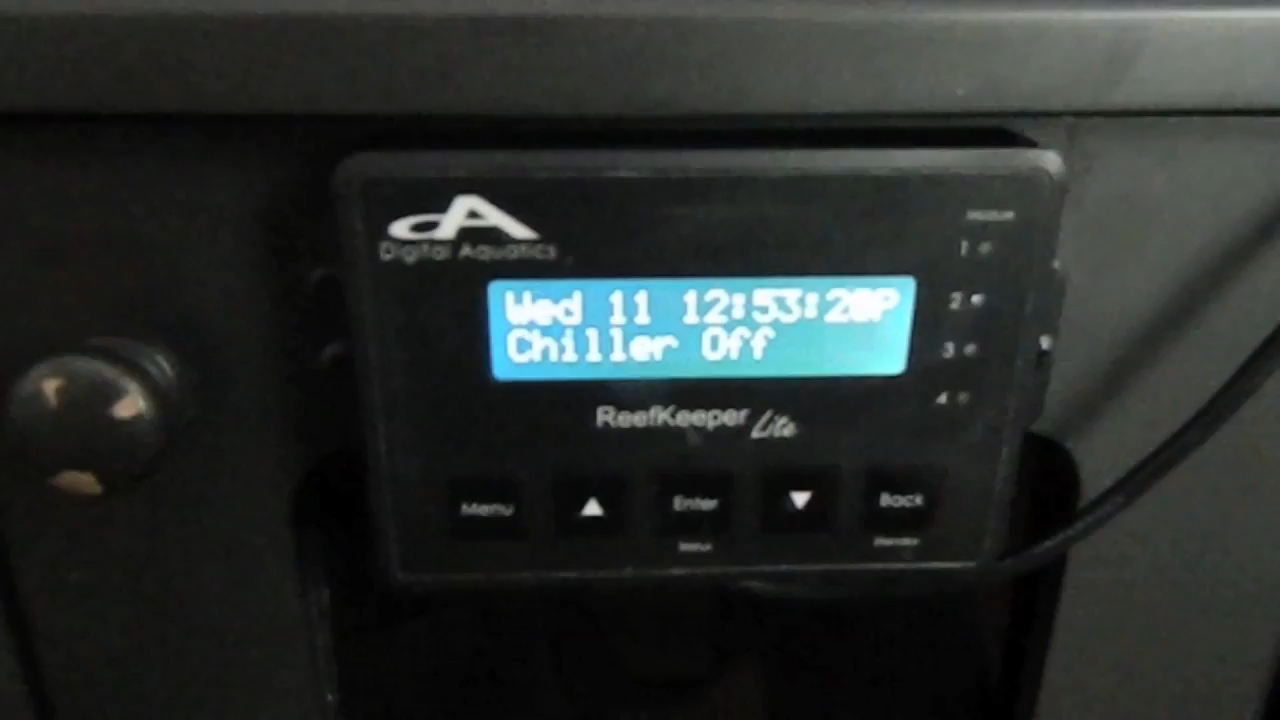 dA
Digital Aquatics
Wed 11 12:53:20P
Chiller Off
1
2
3
4
ReefKeeper Lite
Menu ▲ Enter ▼ Back